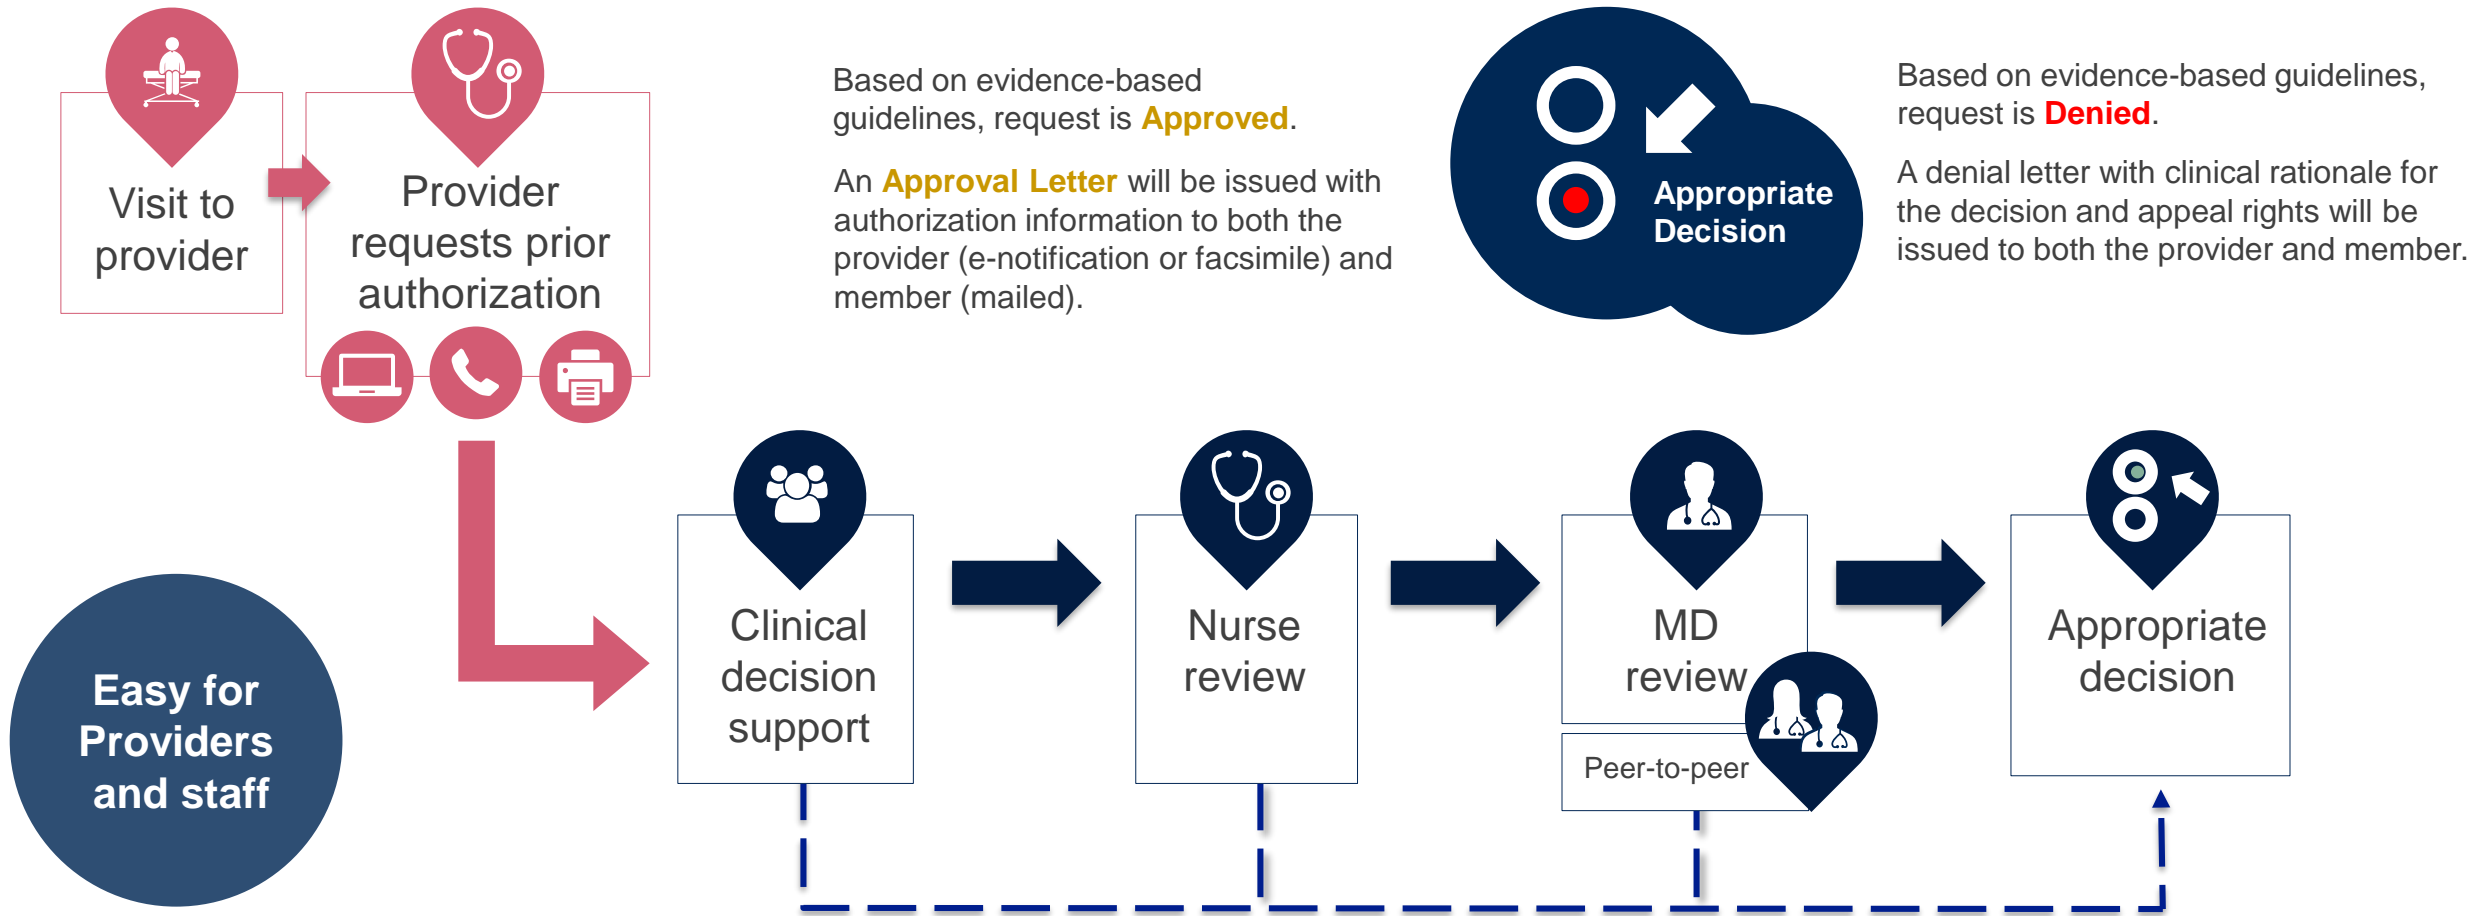 Visit to
provider
Provider
requests prior
authorization
Based on evidence-based
guidelines, request is Approved.
An Approval Letter will be issued with
authorization information to both the
provider (e-notification or facsimile) and
member (mailed).
Appropriate
Decision
Based on evidence-based guidelines,
request is Denied.
A denial letter with clinical rationale for
the decision and appeal rights will be
issued to both the provider and member.
Easy for
Providers
and staff
Clinical
decision
support
Nurse
review
MD
review
Peer-to-peer
Appropriate
decision